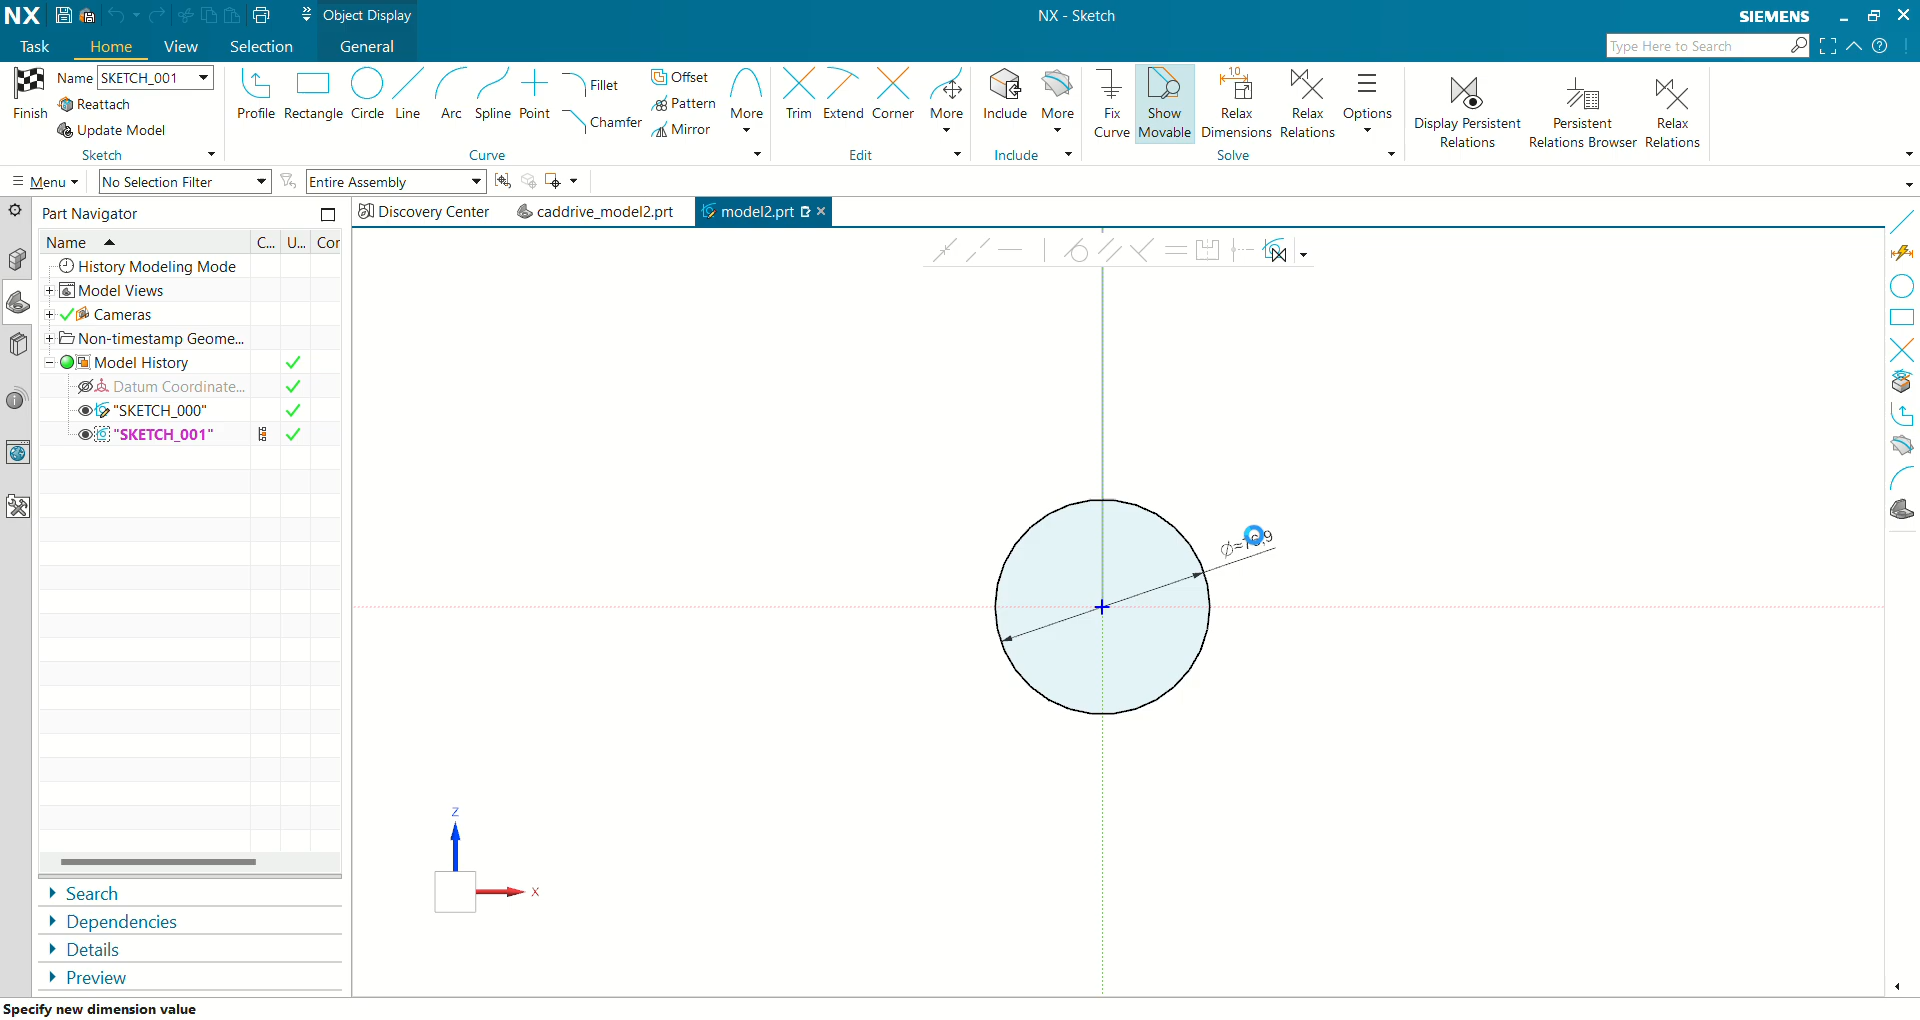 NX Object Display NX - Sketch SIEMENS
Task Home View Selection General Type Here to Search
Name SKETCH_001
Reattach
Update Model
Finish
Sketch
Profile Rectangle Circle Line Arc Spline Point
Fillet
Chamfer
Offset
Pattern
Mirror
More
Curve
Trim Extend Corner More
Edit
Include More
Include
Fix Curve
Show Movable
Relax Dimensions
Relax Relations
Options
Solve
Display Persistent Relations
Persistent Relations Browser
Relax Relations
Menu No Selection Filter Entire Assembly
Part Navigator
Discovery Center caddrive_model2.prt model2.prt
Name C... U... Cor
History Modeling Mode
Model Views
Cameras
Non-timestamp Geome...
Model History
Datum Coordinate...
"SKETCH_000"
"SKETCH_001"
Z
X
Search
Dependencies
Details
Preview
Specify new dimension value